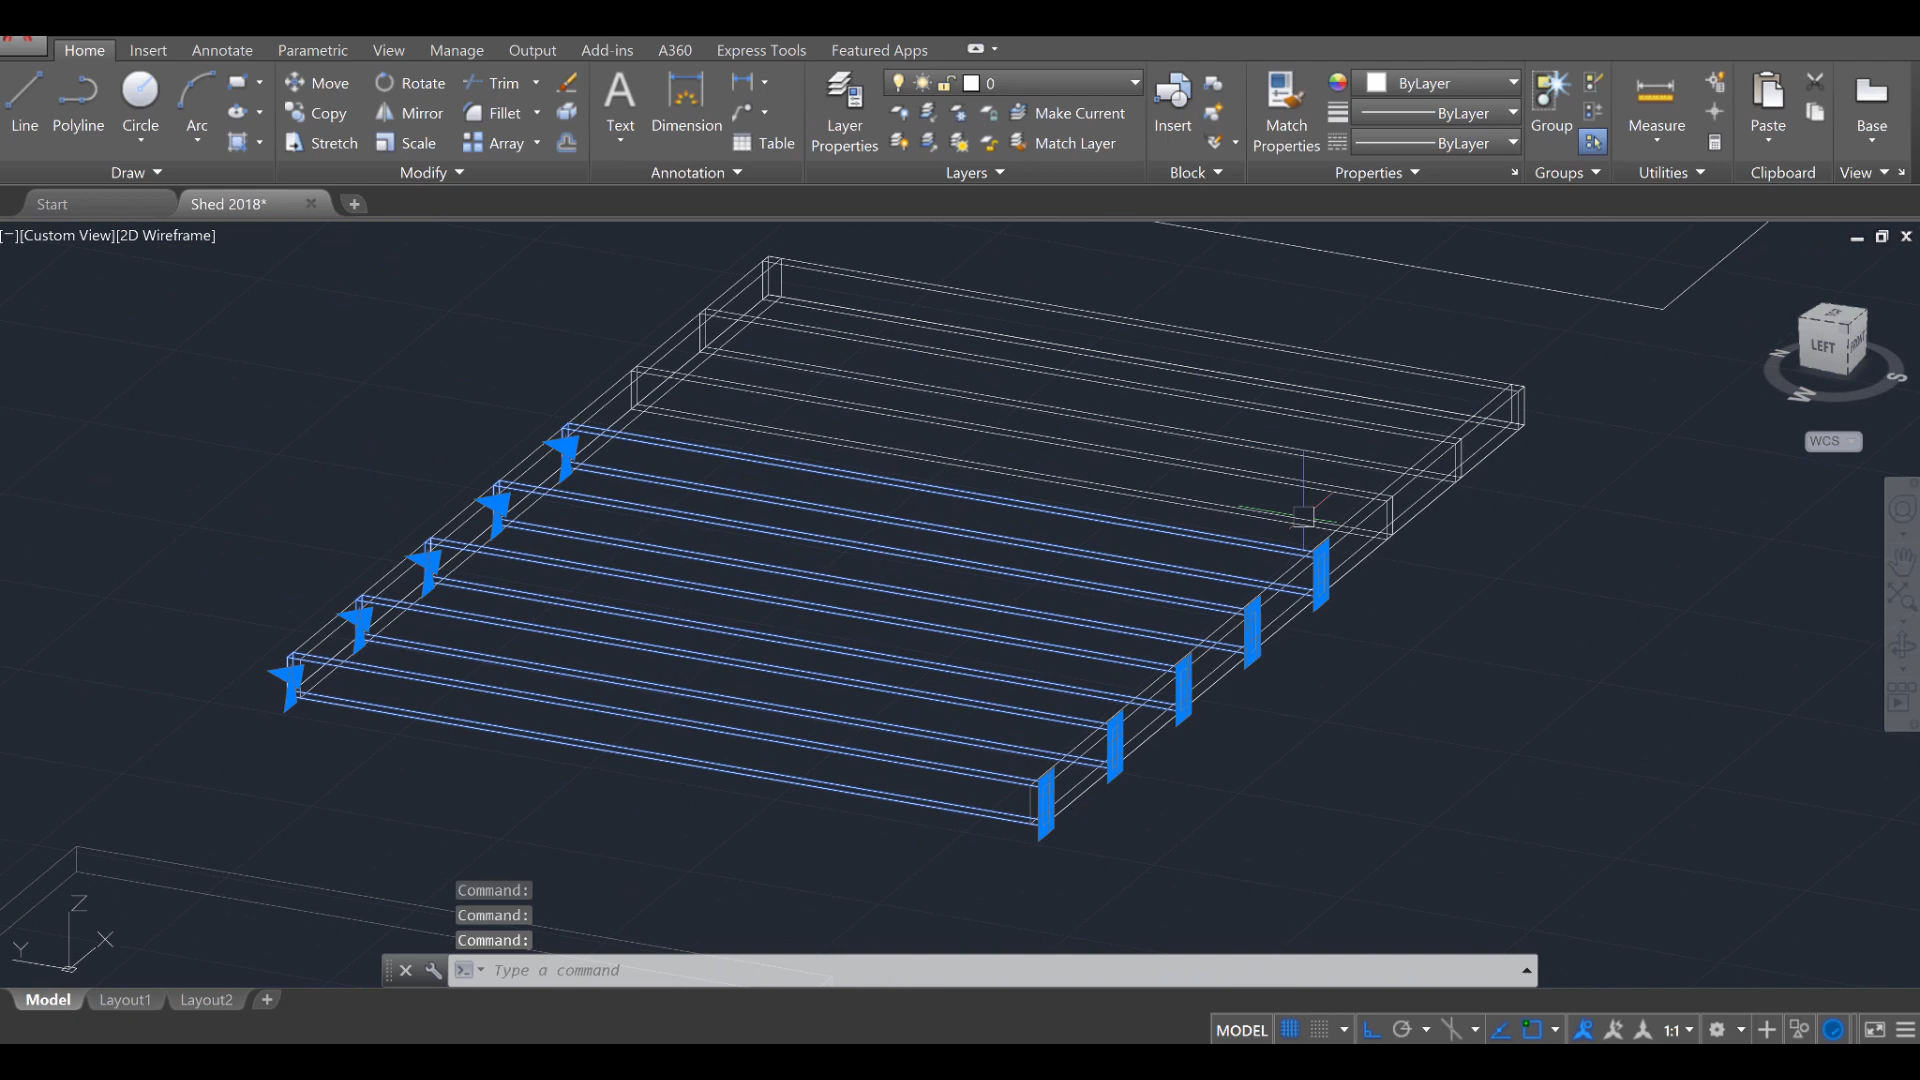 Home Insert Annotate Parametric View Manage Output Add-ins A360 Express Tools Featured Apps
Line Polyline Circle Arc
Move Rotate Trim
Copy Mirror Fillet
Stretch Scale Array
Text Dimension Table
Layer Properties
0
Make Current
Match Layer
Insert
Match Properties
ByLayer
ByLayer
ByLayer
Group Measure Paste Base
Draw Modify Annotation Layers Block Properties Groups Utilities Clipboard View
Start Shed 2018*
[−][Custom View][2D Wireframe]
LEFT
N
W
S
WCS
Z
Y
X
Command:
Command:
Command:
Type a command
Model Layout1 Layout2
MODEL 1:1